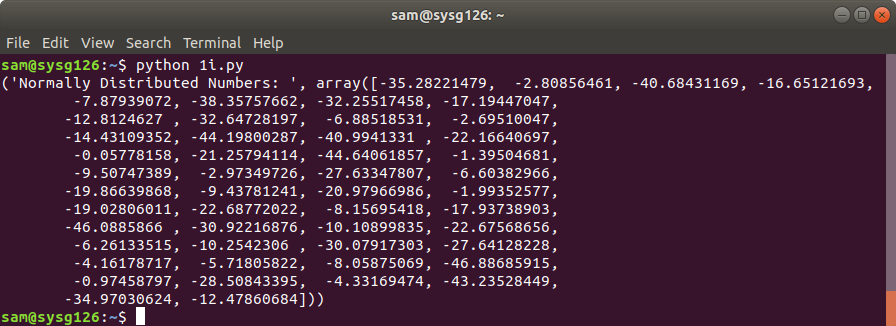 sam@sysg126: ~
File Edit View Search Terminal Help
sam@sysg126:~$ python 1i.py
('Normally Distributed Numbers: ', array([-35.28221479,  -2.80856461, -40.68431169, -16.65121693,
        -7.87939072, -38.35757662, -32.25517458, -17.19447047,
       -12.8124627 , -32.64728197,  -6.88518531,  -2.69510047,
       -14.43109352, -44.19800287, -40.9941331 , -22.16640697,
        -0.05778158, -21.25794114, -44.64061857,  -1.39504681,
        -9.50747389,  -2.97349726, -27.63347807,  -6.60382966,
       -19.86639868,  -9.43781241, -20.97966986,  -1.99352577,
       -19.02806011, -22.68772022,  -8.15695418, -17.93738903,
       -46.0885866 , -30.92216876, -10.10899835, -22.67568656,
        -6.26133515, -10.2542306 , -30.07917303, -27.64128228,
        -4.16178717,  -5.71805822,  -8.05875069, -46.88685915,
        -0.97458797, -28.50843395,  -4.33169474, -43.23528449,
       -34.97030624, -12.47860684]))
sam@sysg126:~$